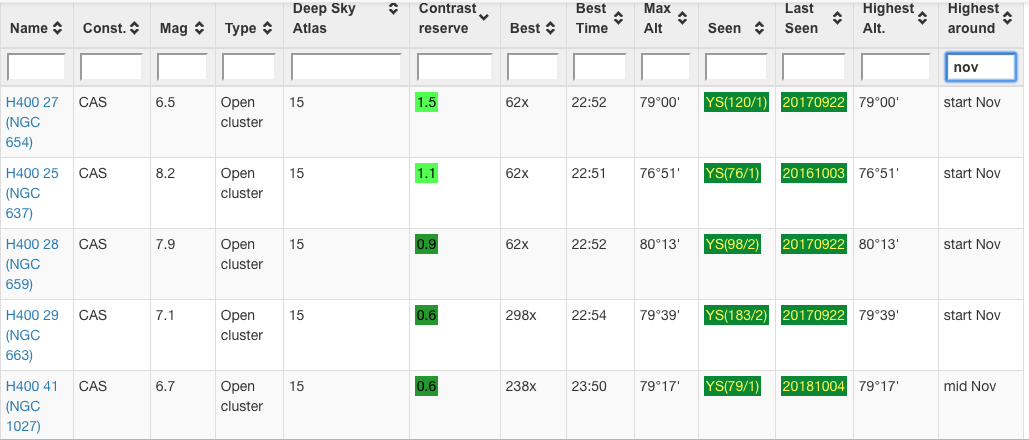 Name Const. Mag Type Deep Sky Atlas Contrast reserve Best Best Time Max Alt Seen Last Seen Highest Alt. Highest around
nov
H400 27 (NGC 654) CAS 6.5 Open cluster 15 1.5 62x 22:52 79°00' YS(120/1) 20170922 79°00' start Nov
H400 25 (NGC 637) CAS 8.2 Open cluster 15 1.1 62x 22:51 76°51' YS(76/1) 20161003 76°51' start Nov
H400 28 (NGC 659) CAS 7.9 Open cluster 15 0.9 62x 22:52 80°13' YS(98/2) 20170922 80°13' start Nov
H400 29 (NGC 663) CAS 7.1 Open cluster 15 0.6 298x 22:54 79°39' YS(183/2) 20170922 79°39' start Nov
H400 41 (NGC 1027) CAS 6.7 Open cluster 15 0.6 238x 23:50 79°17' YS(79/1) 20181004 79°17' mid Nov